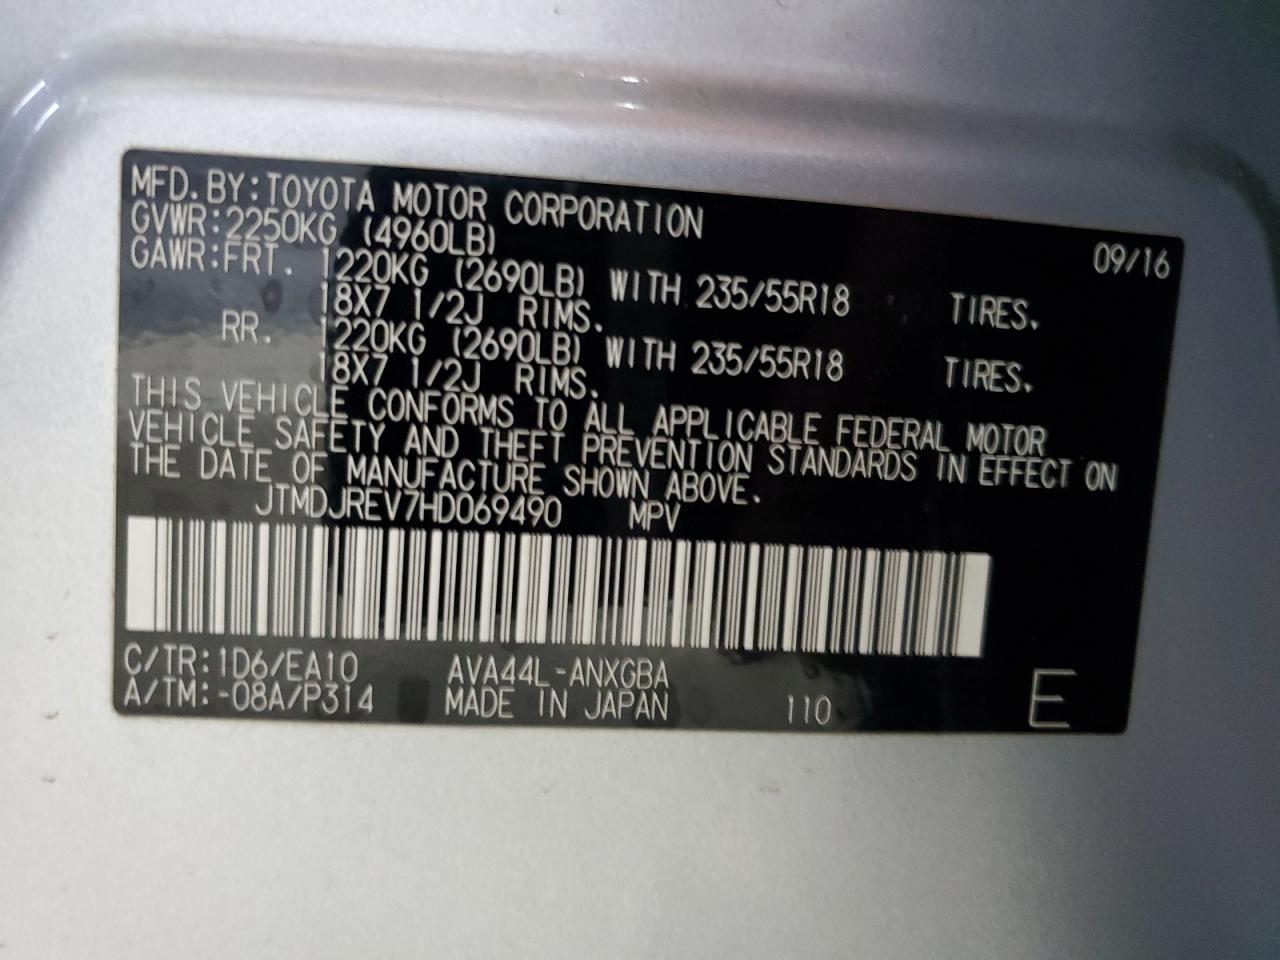 MFD.BY:TOYOTA MOTOR CORPORATION 09/16
GVWR:2250KG (4960LB)
GAWR:FRT. 1220KG (2690LB) WITH 235/55R18 TIRES.
18X7 1/2J RIMS.
RR. 1220KG (2690LB) WITH 235/55R18 TIRES.
18X7 1/2J RIMS.
THIS VEHICLE CONFORMS TO ALL APPLICABLE FEDERAL MOTOR
VEHICLE SAFETY AND THEFT PREVENTION STANDARDS IN EFFECT ON
THE DATE OF MANUFACTURE SHOWN ABOVE.
JTMDJREV7HD069490 MPV
C/TR:1D6/EA10 AVA44L-ANXGBA
A/TM:-08A/P314 MADE IN JAPAN 110 E